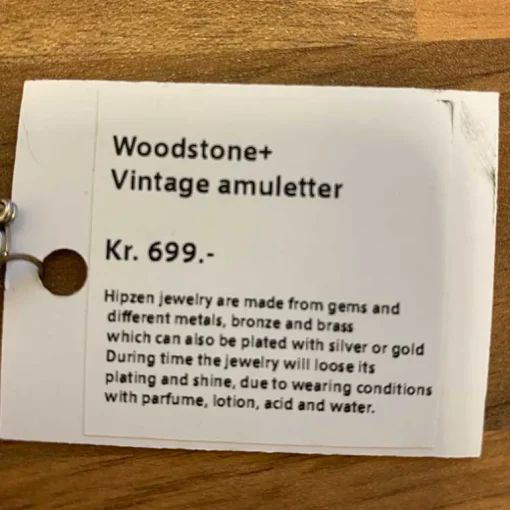 Woodstone+
Vintage amuletter
Kr. 699.-
Hipzen jewelry are made from gems and
different metals, bronze and brass
which can also be plated with silver or gold
During time the jewelry will loose its
plating and shine, due to wearing conditions
with parfume, lotion, acid and water.